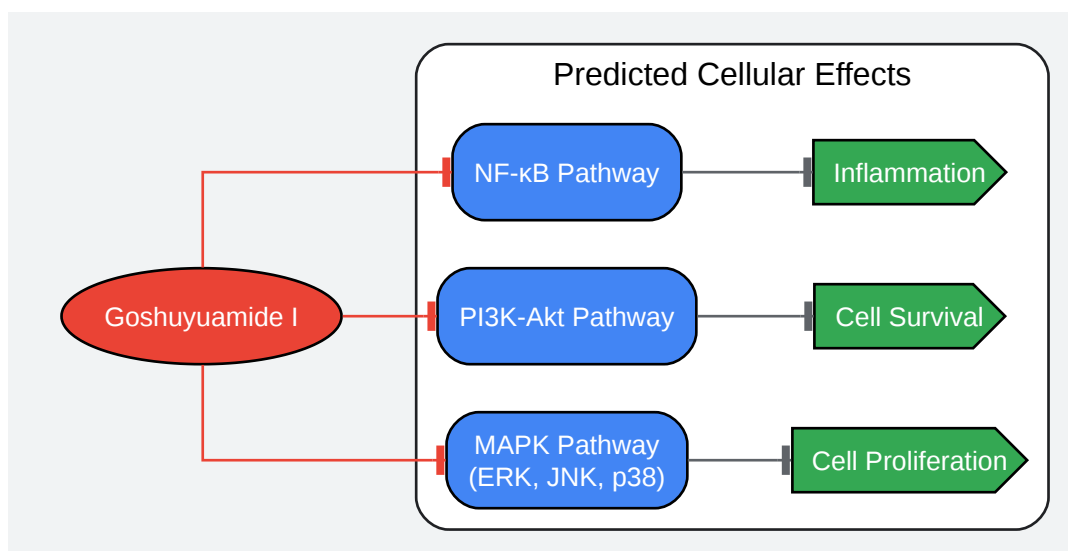 Predicted Cellular Effects
NF-κB Pathway
Inflammation
Goshuyuamide I
PI3K-Akt Pathway
Cell Survival
MAPK Pathway
(ERK, JNK, p38)
Cell Proliferation